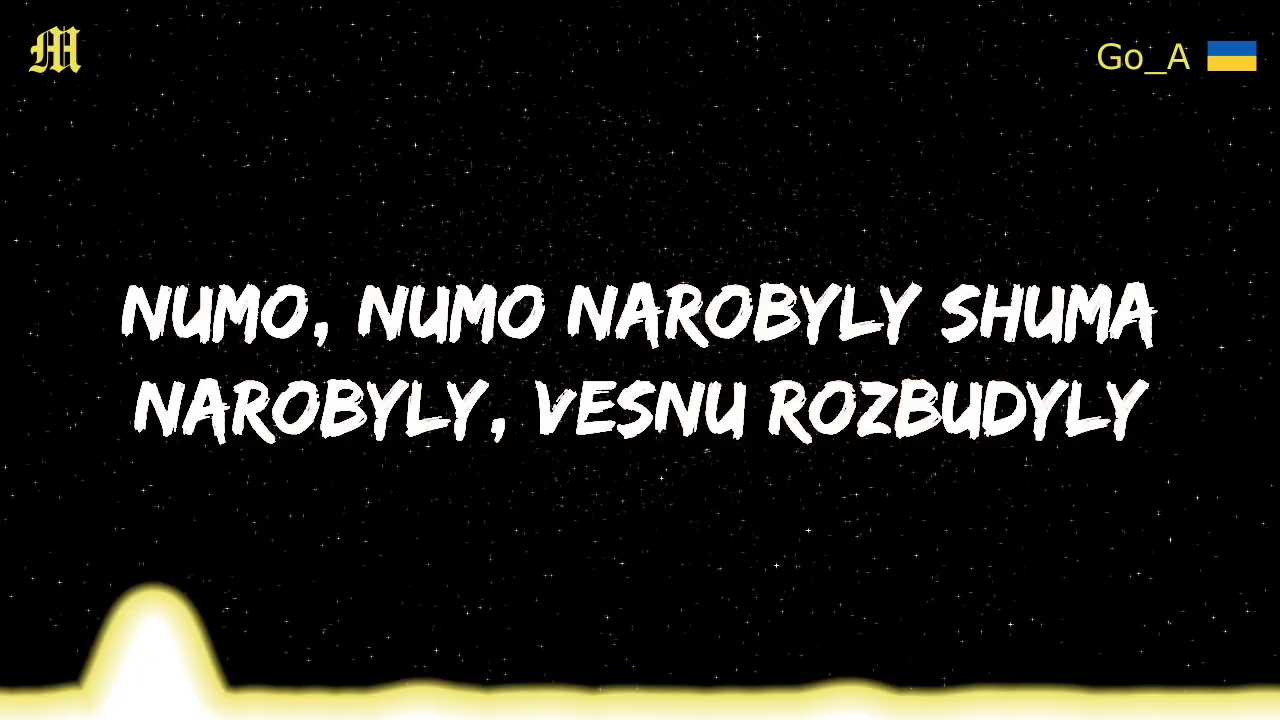 M
Go_A
NUMO, NUMO NAROBYLY SHUMA
NAROBYLY, VESNU ROZBUDYLY